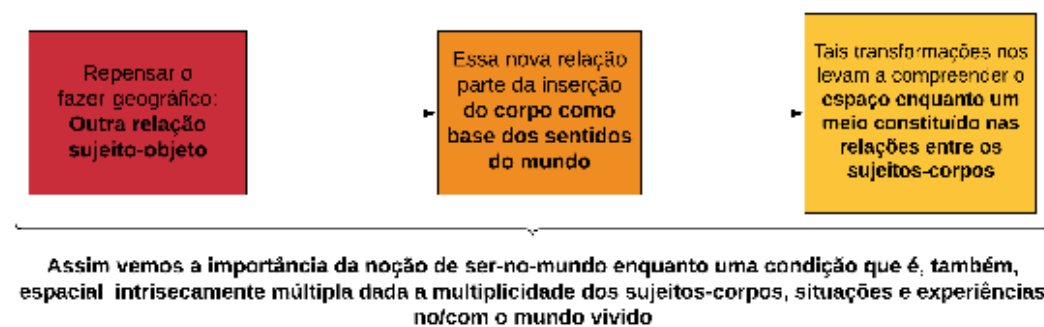 Repensar o
fazer geográfico:
Outra relação
sujeito-objeto
Essa nova relação
parte da inserção
do corpo como
base dos sentidos
do mundo
Tais transformações nos
levam a compreender o
espaço enquanto um
meio constituído nas
relações entre os
sujeitos-corpos
Assim vemos a importância da noção de ser-no-mundo enquanto uma condição que é, também,
espacial intrisecamente múltipla dada a multiplicidade dos sujeitos-corpos, situações e experiências
no/com o mundo vivido